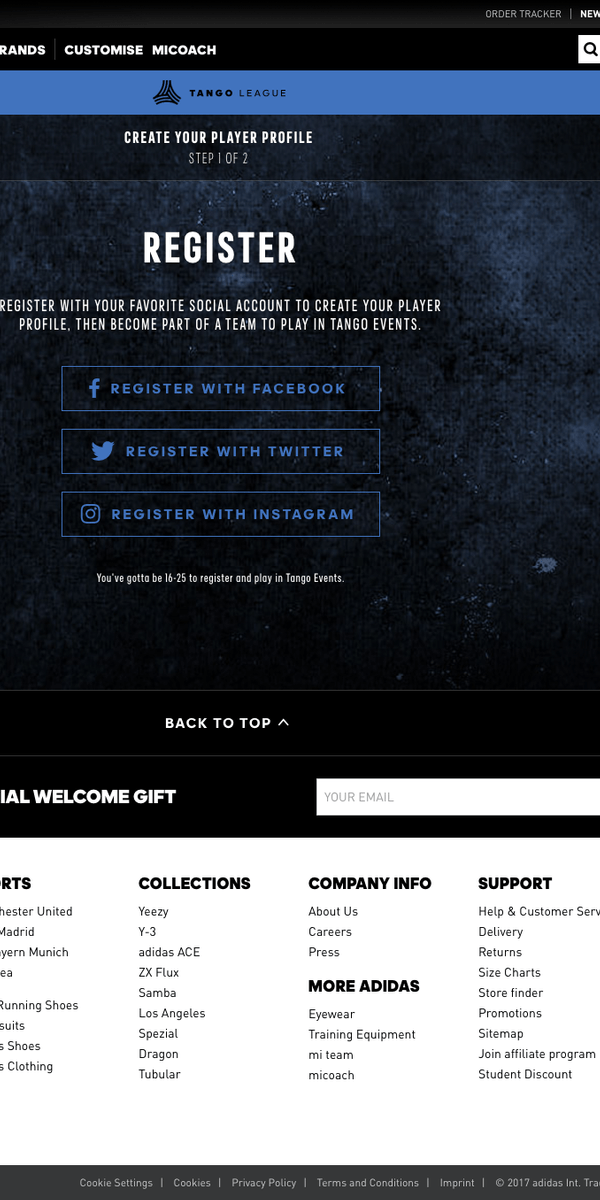 ORDER TRACKER | NEW
RANDS CUSTOMISE MICOACH
TANGO LEAGUE
CREATE YOUR PLAYER PROFILE
STEP 1 OF 2
REGISTER
REGISTER WITH YOUR FAVORITE SOCIAL ACCOUNT TO CREATE YOUR PLAYER
PROFILE, THEN BECOME PART OF A TEAM TO PLAY IN TANGO EVENTS.
REGISTER WITH FACEBOOK
REGISTER WITH TWITTER
REGISTER WITH INSTAGRAM
You've gotta be 16-25 to register and play in Tango Events.
BACK TO TOP
IAL WELCOME GIFT
YOUR EMAIL
ORTS
hester United
Madrid
ayern Munich
ea
Running Shoes
suits
s Shoes
s Clothing
COLLECTIONS
Yeezy
Y-3
adidas ACE
ZX Flux
Samba
Los Angeles
Spezial
Dragon
Tubular
COMPANY INFO
About Us
Careers
Press
MORE ADIDAS
Eyewear
Training Equipment
mi team
micoach
SUPPORT
Help & Customer Serv
Delivery
Returns
Size Charts
Store finder
Promotions
Sitemap
Join affiliate program
Student Discount
Cookie Settings | Cookies | Privacy Policy | Terms and Conditions | Imprint | © 2017 adidas Int. Tra